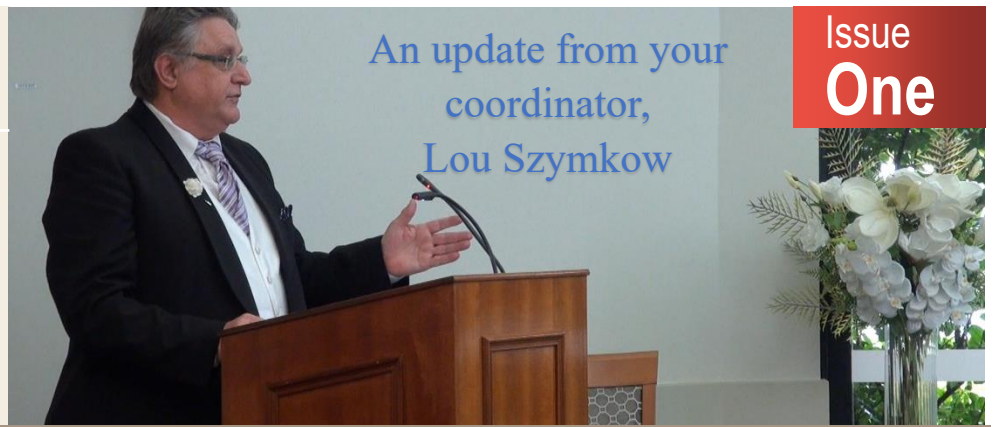 An update from your
coordinator,
Lou Szymkow
Issue
One